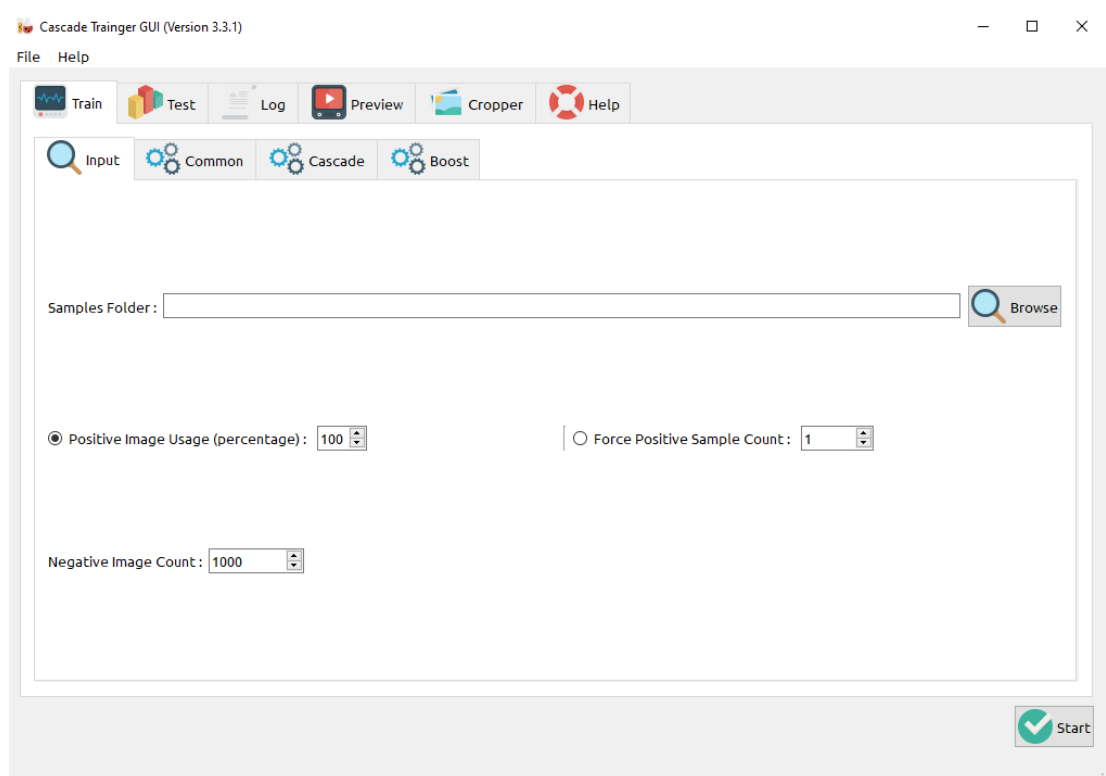 Cascade Trainger GUI (Version 3.3.1)
File Help
Train Test Log Preview Cropper Help
Input Common Cascade Boost
Samples Folder : Browse
Positive Image Usage (percentage) : 100 Force Positive Sample Count : 1
Negative Image Count : 1000
Start